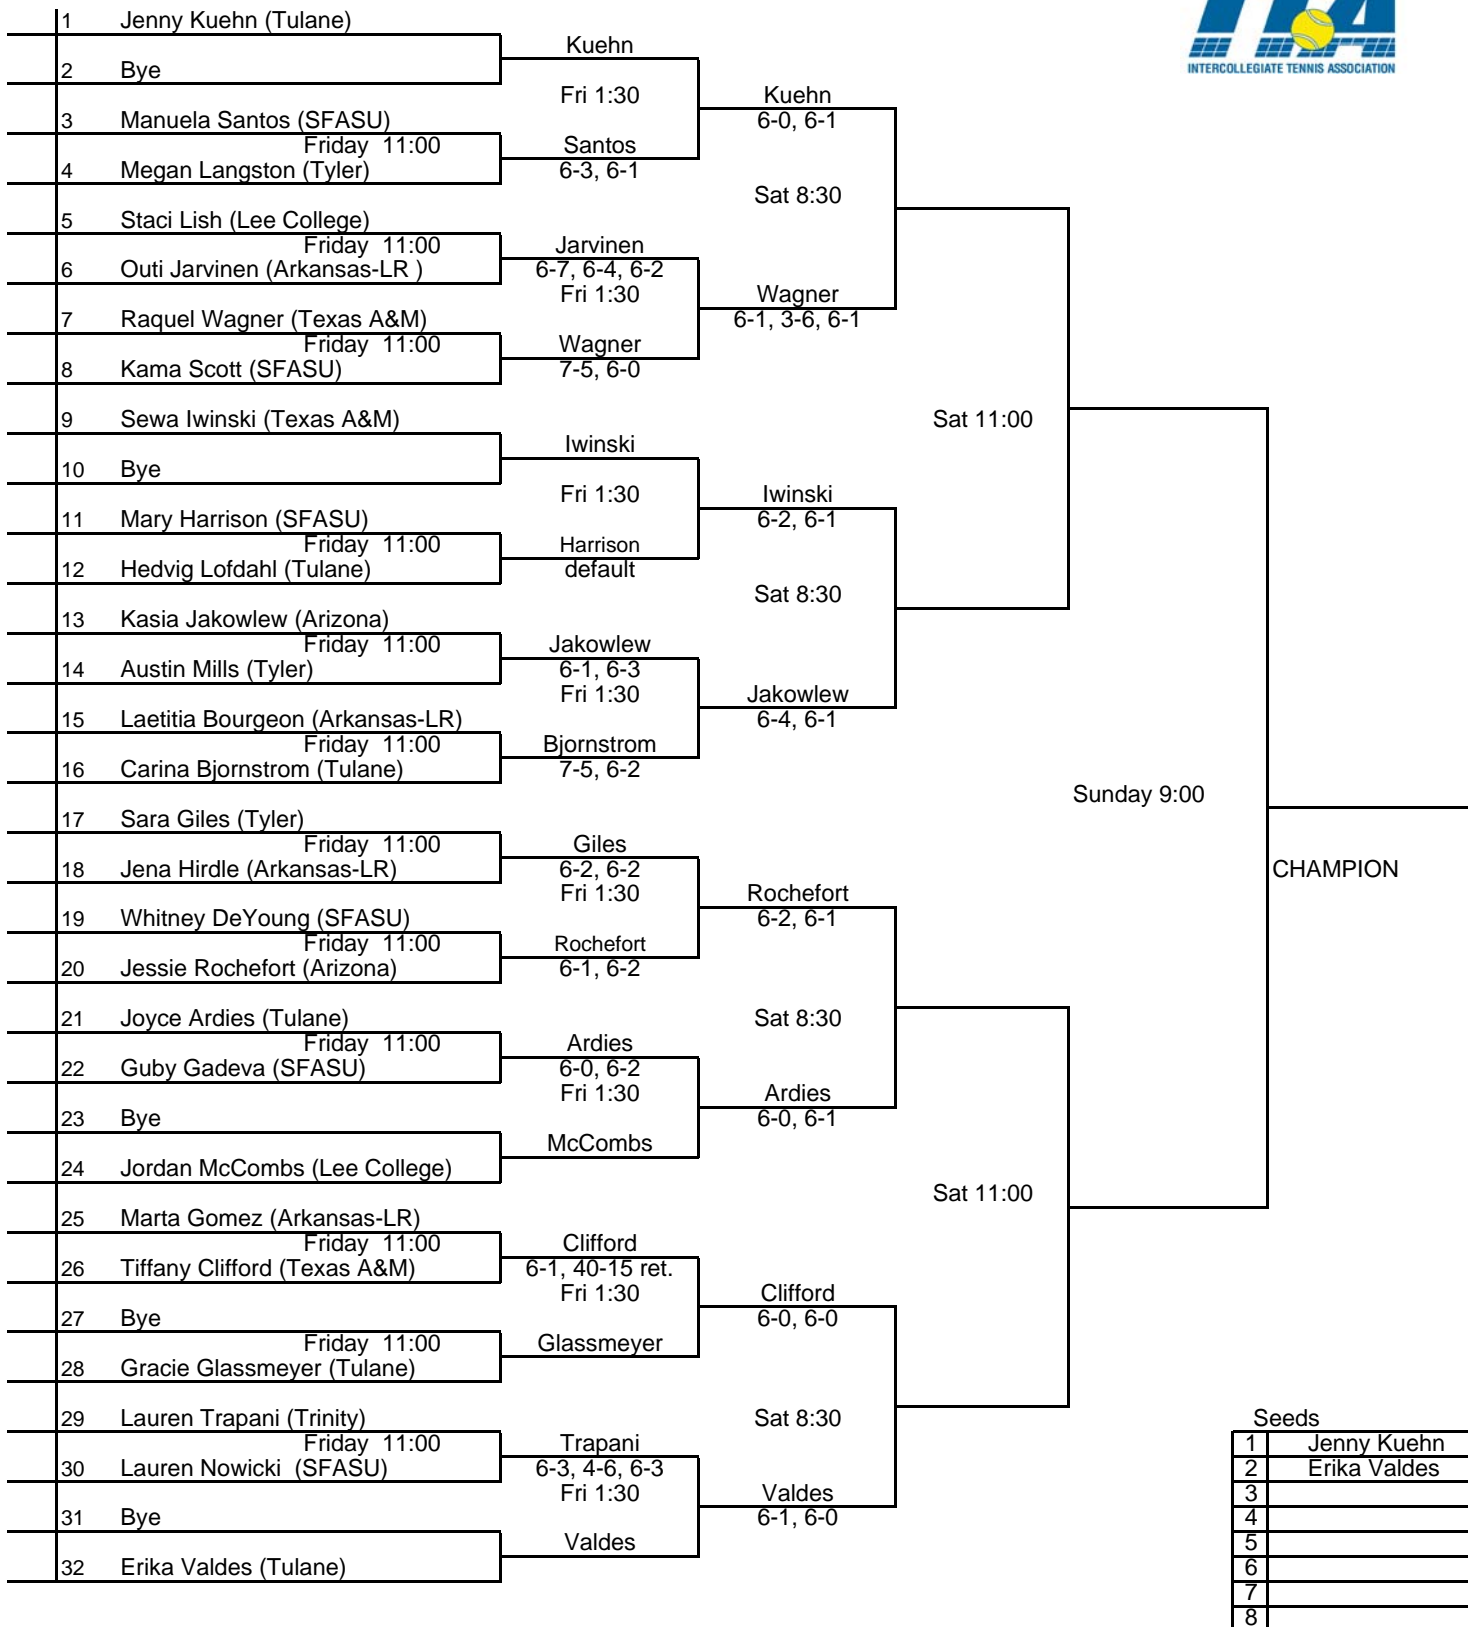 ITA
INTERCOLLEGIATE TENNIS ASSOCIATION
1 Jenny Kuehn (Tulane)
Kuehn
2 Bye
Fri 1:30 Kuehn
3 Manuela Santos (SFASU) 6-0, 6-1
Friday 11:00 Santos
4 Megan Langston (Tyler) 6-3, 6-1
Sat 8:30
5 Staci Lish (Lee College)
Friday 11:00 Jarvinen
6 Outi Jarvinen (Arkansas-LR ) 6-7, 6-4, 6-2
Fri 1:30 Wagner
7 Raquel Wagner (Texas A&M) 6-1, 3-6, 6-1
Friday 11:00 Wagner
8 Kama Scott (SFASU) 7-5, 6-0
9 Sewa Iwinski (Texas A&M) Sat 11:00
Iwinski
10 Bye
Fri 1:30 Iwinski
11 Mary Harrison (SFASU) 6-2, 6-1
Friday 11:00 Harrison
12 Hedvig Lofdahl (Tulane) default
Sat 8:30
13 Kasia Jakowlew (Arizona)
Friday 11:00 Jakowlew
14 Austin Mills (Tyler) 6-1, 6-3
Fri 1:30 Jakowlew
15 Laetitia Bourgeon (Arkansas-LR) 6-4, 6-1
Friday 11:00 Bjornstrom
16 Carina Bjornstrom (Tulane) 7-5, 6-2
Sunday 9:00
17 Sara Giles (Tyler)
Friday 11:00 Giles
18 Jena Hirdle (Arkansas-LR) 6-2, 6-2 CHAMPION
Fri 1:30 Rochefort
19 Whitney DeYoung (SFASU) 6-2, 6-1
Friday 11:00 Rochefort
20 Jessie Rochefort (Arizona) 6-1, 6-2
21 Joyce Ardies (Tulane) Sat 8:30
Friday 11:00 Ardies
22 Guby Gadeva (SFASU) 6-0, 6-2
Fri 1:30 Ardies
23 Bye 6-0, 6-1
McCombs
24 Jordan McCombs (Lee College)
Sat 11:00
25 Marta Gomez (Arkansas-LR)
Friday 11:00 Clifford
26 Tiffany Clifford (Texas A&M) 6-1, 40-15 ret.
Fri 1:30 Clifford
27 Bye 6-0, 6-0
Friday 11:00 Glassmeyer
28 Gracie Glassmeyer (Tulane)
29 Lauren Trapani (Trinity) Sat 8:30 Seeds
Friday 11:00 Trapani 1 Jenny Kuehn
30 Lauren Nowicki (SFASU) 6-3, 4-6, 6-3 2 Erika Valdes
Fri 1:30 Valdes 3
31 Bye 6-1, 6-0 4
Valdes 5
32 Erika Valdes (Tulane) 6
7
8